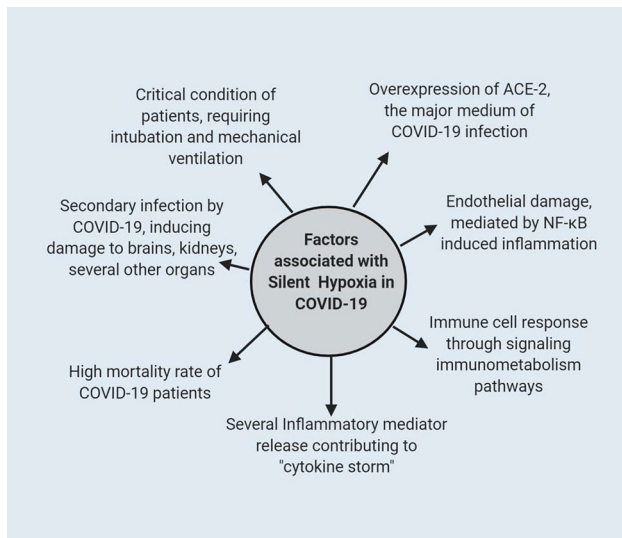 Overexpression of ACE-2,
the major medium of
COVID-19 infection
Critical condition of
patients, requiring
intubation and mechanical
ventilation
Endothelial damage,
mediated by NF-κB
induced inflammation
Secondary infection by
COVID-19, inducing
damage to brains, kidneys,
several other organs
Factors
associated with
Silent Hypoxia in
COVID-19
Immune cell response
through signaling
immunometabolism
pathways
High mortality rate of
COVID-19 patients
Several Inflammatory mediator
release contributing to
"cytokine storm"